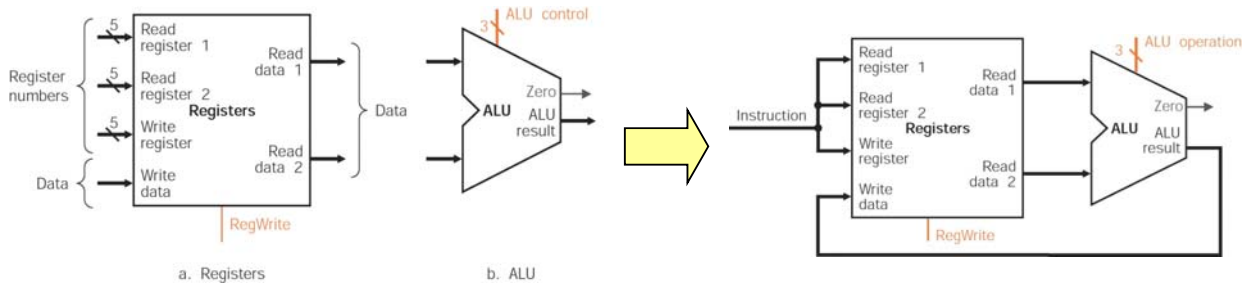 Register
numbers
Data
5
Read
register 1
5
Read
register 2
Registers
5
Write
register
Write
data
Read
data 1
Read
data 2
Data
RegWrite
a. Registers
3
ALU control
Zero
ALU
ALU
result
b. ALU
Instruction
Read
register 1
Read
register 2
Registers
Write
register
Write
data
Read
data 1
Read
data 2
RegWrite
3
ALU operation
Zero
ALU
ALU
result